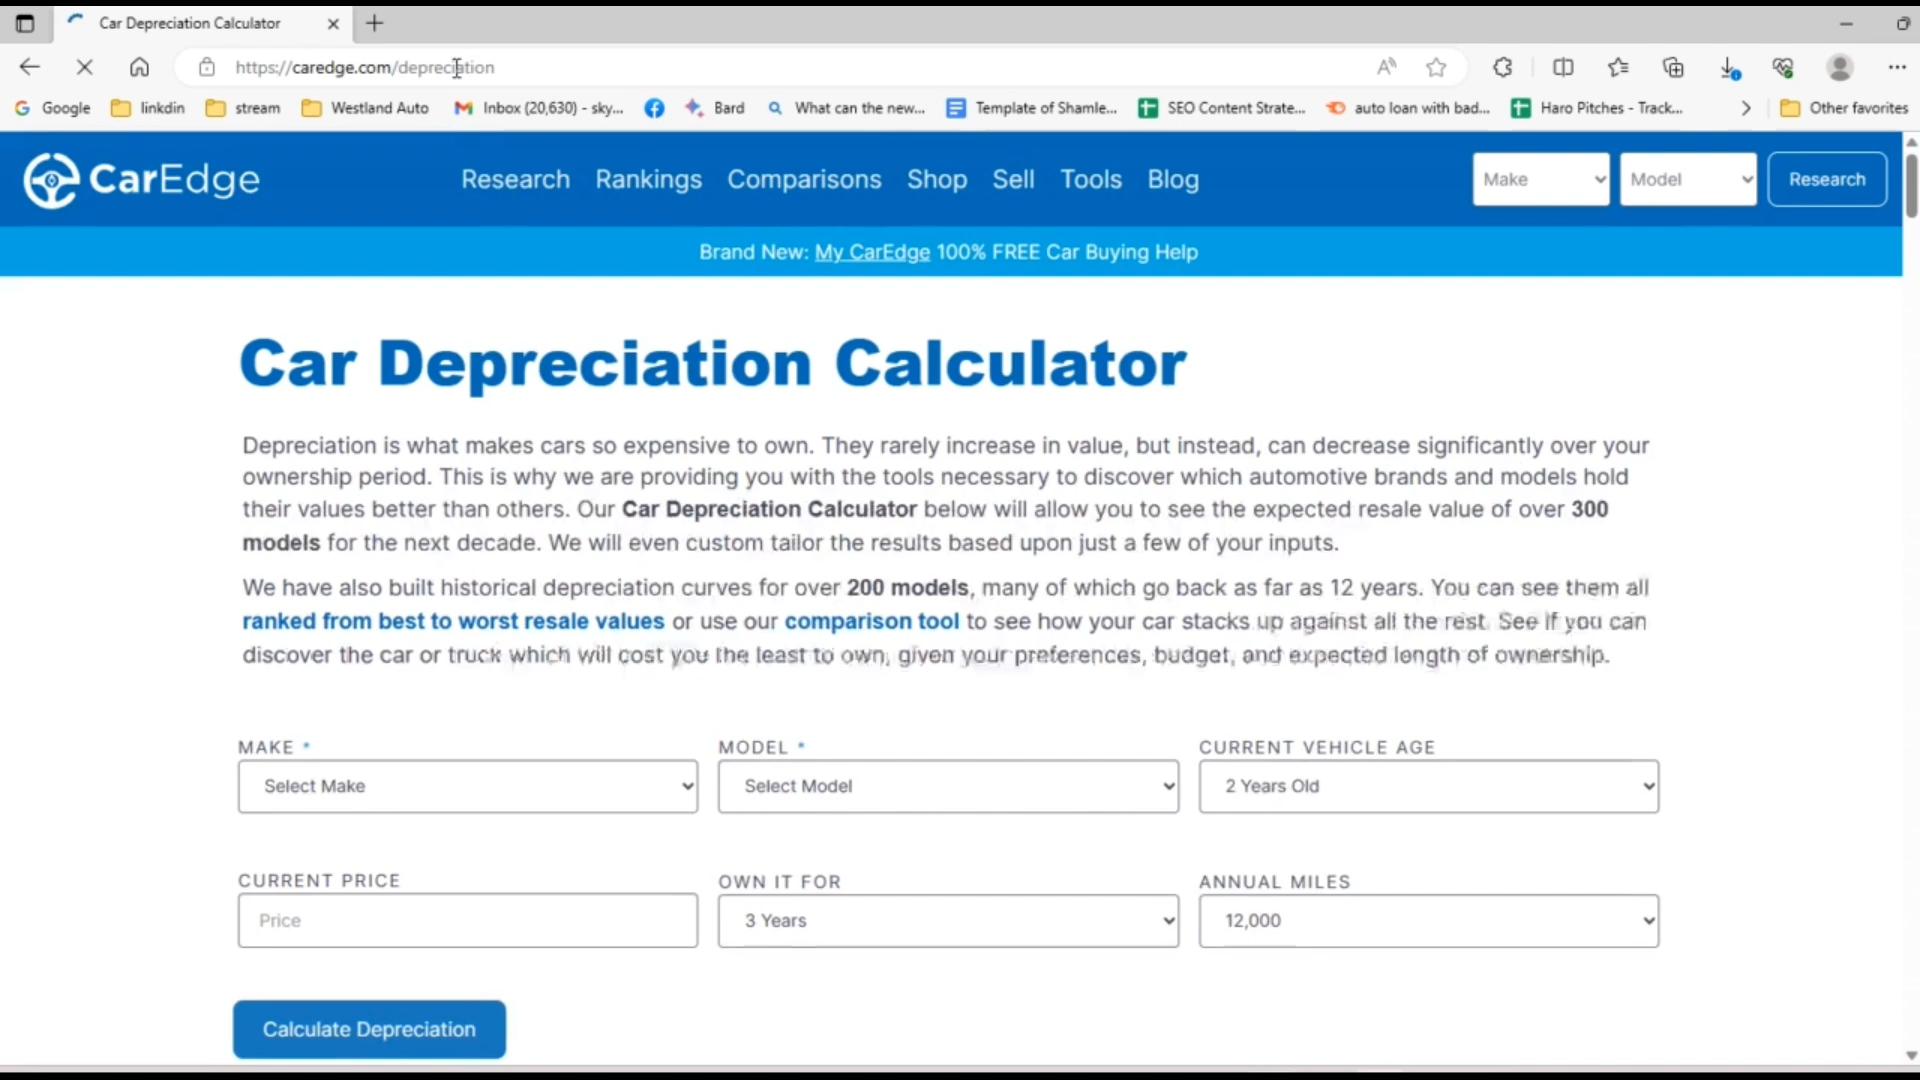 Car Depreciation Calculator
https://caredge.com/depreciation
Google linkdin stream Westland Auto Inbox (20,630) - sky... Bard What can the new... Template of Shamle... SEO Content Strate... auto loan with bad... Haro Pitches - Track... Other favorites
CarEdge Research Rankings Comparisons Shop Sell Tools Blog Make Model Research
Brand New: My CarEdge 100% FREE Car Buying Help
Car Depreciation Calculator
Depreciation is what makes cars so expensive to own. They rarely increase in value, but instead, can decrease significantly over your
ownership period. This is why we are providing you with the tools necessary to discover which automotive brands and models hold
their values better than others. Our Car Depreciation Calculator below will allow you to see the expected resale value of over 300
models for the next decade. We will even custom tailor the results based upon just a few of your inputs.
We have also built historical depreciation curves for over 200 models, many of which go back as far as 12 years. You can see them all
ranked from best to worst resale values or use our comparison tool to see how your car stacks up against all the rest. See if you can
discover the car or truck which will cost you the least to own, given your preferences, budget, and expected length of ownership.
MAKE * MODEL * CURRENT VEHICLE AGE
Select Make Select Model 2 Years Old
CURRENT PRICE OWN IT FOR ANNUAL MILES
Price 3 Years 12,000
Calculate Depreciation